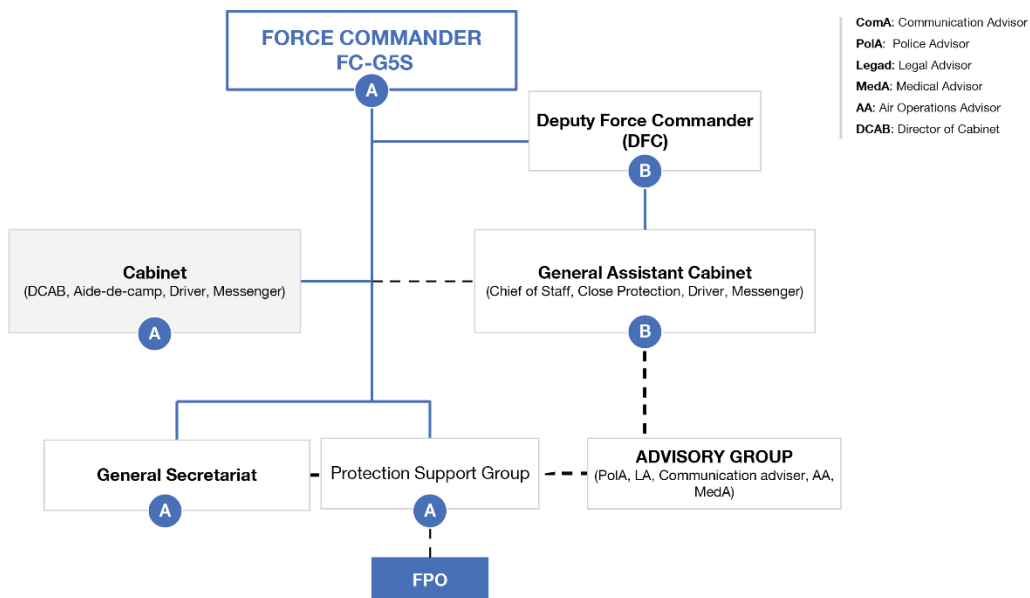 FORCE COMMANDER
FC-G5S
A
ComA: Communication Advisor
PolA: Police Advisor
Legad: Legal Advisor
MedA: Medical Advisor
AA: Air Operations Advisor
DCAB: Director of Cabinet
Deputy Force Commander
(DFC)
B
Cabinet
(DCAB, Aide-de-camp, Driver, Messenger)
A
General Assistant Cabinet
(Chief of Staff, Close Protection, Driver, Messenger)
B
General Secretariat
A
Protection Support Group
A
ADVISORY GROUP
(PolA, LA, Communication adviser, AA,
MedA)
FPO